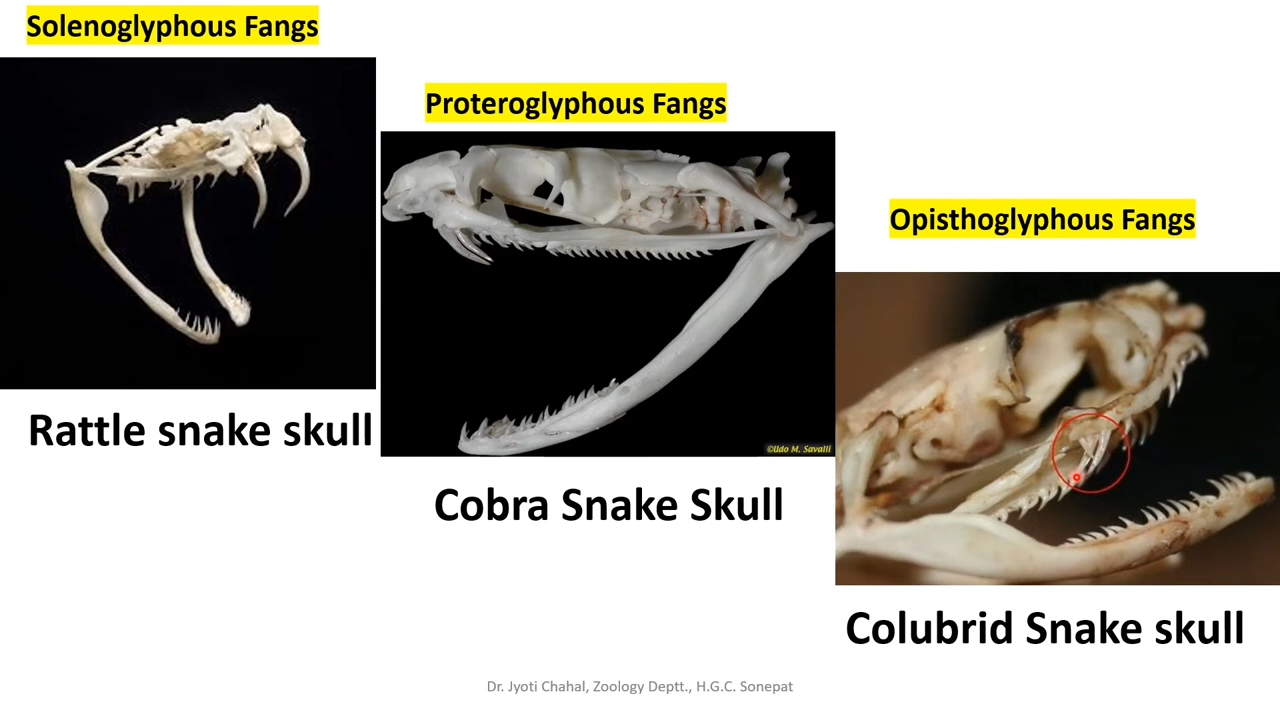 Solenoglyphous Fangs
Proteroglyphous Fangs
Opisthoglyphous Fangs
Rattle snake skull
©Udo M. Savalli
Cobra Snake Skull
Colubrid Snake skull
Dr. Jyoti Chahal, Zoology Deptt., H.G.C. Sonepat